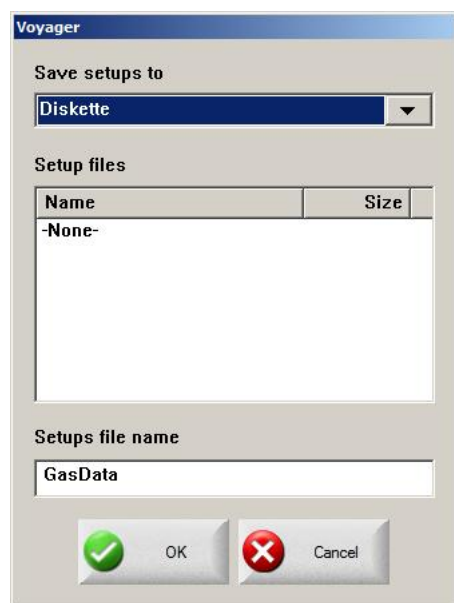 Voyager
Save setups to
Diskette
Setup files
Name Size
-None-
Setups file name
GasData
OK Cancel